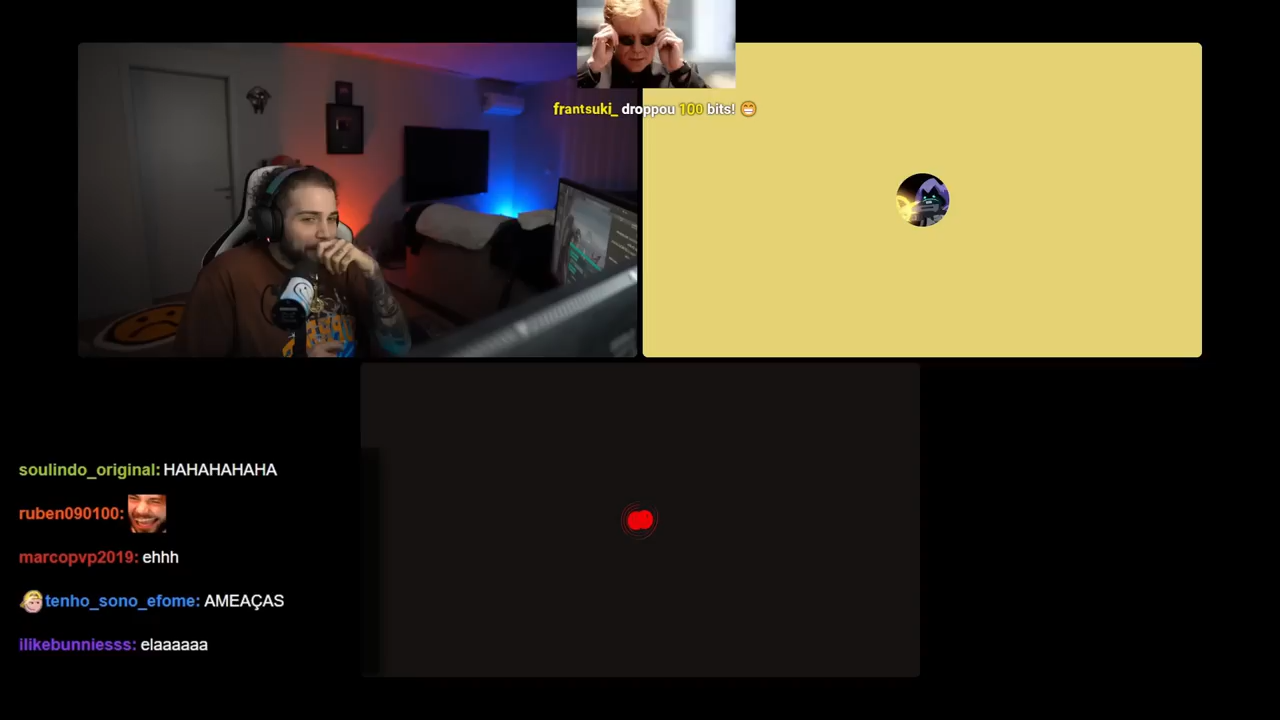 frantsuki_ droppou 100 bits! 😁
soulindo_original: HAHAHAHAHA
ruben090100:
marcopvp2019: ehhh
tenho_sono_efome: AMEAÇAS
ilikebunniesss: elaaaaaa